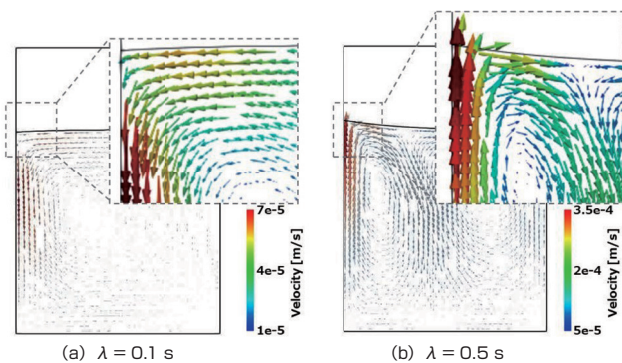 (a)
(b)
7e-5
4e-5
1e-5
Velocity [m/s]
3.5e-4
2e-4
5e-5
Velocity [m/s]
(a) λ = 0.1 s
(b) λ = 0.5 s